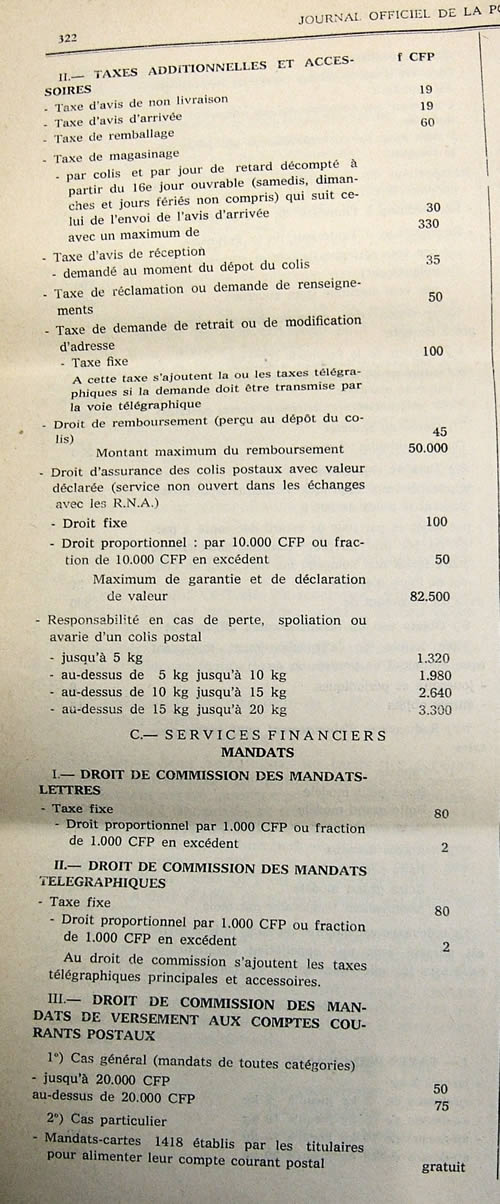 322
JOURNAL OFFICIEL DE LA
II.— TAXES ADDITIONNELLES ET ACCES-
SOIRES
f CFP
- Taxe d'avis de non livraison 19
- Taxe d'avis d'arrivée 19
- Taxe de remballage 60
- Taxe de magasinage
- par colis et par jour de retard décompté à
partir du 16e jour ouvrable (samedis, diman-
ches et jours fériés non compris) qui suit ce-
lui de l'envoi de l'avis d'arrivée 30
avec un maximum de 330
- Taxe d'avis de réception
- demandé au moment du dépot du colis 35
- Taxe de réclamation ou demande de renseigne-
ments 50
- Taxe de demande de retrait ou de modification
d'adresse
- Taxe fixe 100
A cette taxe s'ajoutent la ou les taxes télégra-
phiques si la demande doit être transmise par
la voie télégraphique
- Droit de remboursement (perçu au dépôt du co-
lis) 45
Montant maximum du remboursement 50.000
- Droit d'assurance des colis postaux avec valeur
déclarée (service non ouvert dans les échanges
avec les R.N.A.)
- Droit fixe 100
- Droit proportionnel : par 10.000 CFP ou frac-
tion de 10.000 CFP en excédent 50
Maximum de garantie et de déclaration
de valeur 82.500
- Responsabilité en cas de perte, spoliation ou
avarie d'un colis postal
- jusqu'à 5 kg 1.320
- au-dessus de 5 kg jusqu'à 10 kg 1.980
- au-dessus de 10 kg jusqu'à 15 kg 2.640
- au-dessus de 15 kg jusqu'à 20 kg 3.300
C.— SERVICES FINANCIERS
MANDATS
I.— DROIT DE COMMISSION DES MANDATS-
LETTRES
- Taxe fixe 80
- Droit proportionnel par 1.000 CFP ou fraction
de 1.000 CFP en excédent 2
II.— DROIT DE COMMISSION DES MANDATS
TELEGRAPHIQUES
- Taxe fixe 80
- Droit proportionnel par 1.000 CFP ou fraction
de 1.000 CFP en excédent 2
Au droit de commission s'ajoutent les taxes
télégraphiques principales et accessoires.
III.— DROIT DE COMMISSION DES MAN-
DATS DE VERSEMENT AUX COMPTES COU-
RANTS POSTAUX
1°) Cas général (mandats de toutes catégories)
- jusqu'à 20.000 CFP 50
au-dessus de 20.000 CFP 75
2°) Cas particulier
- Mandats-cartes 1418 établis par les titulaires
pour alimenter leur compte courant postal gratuit